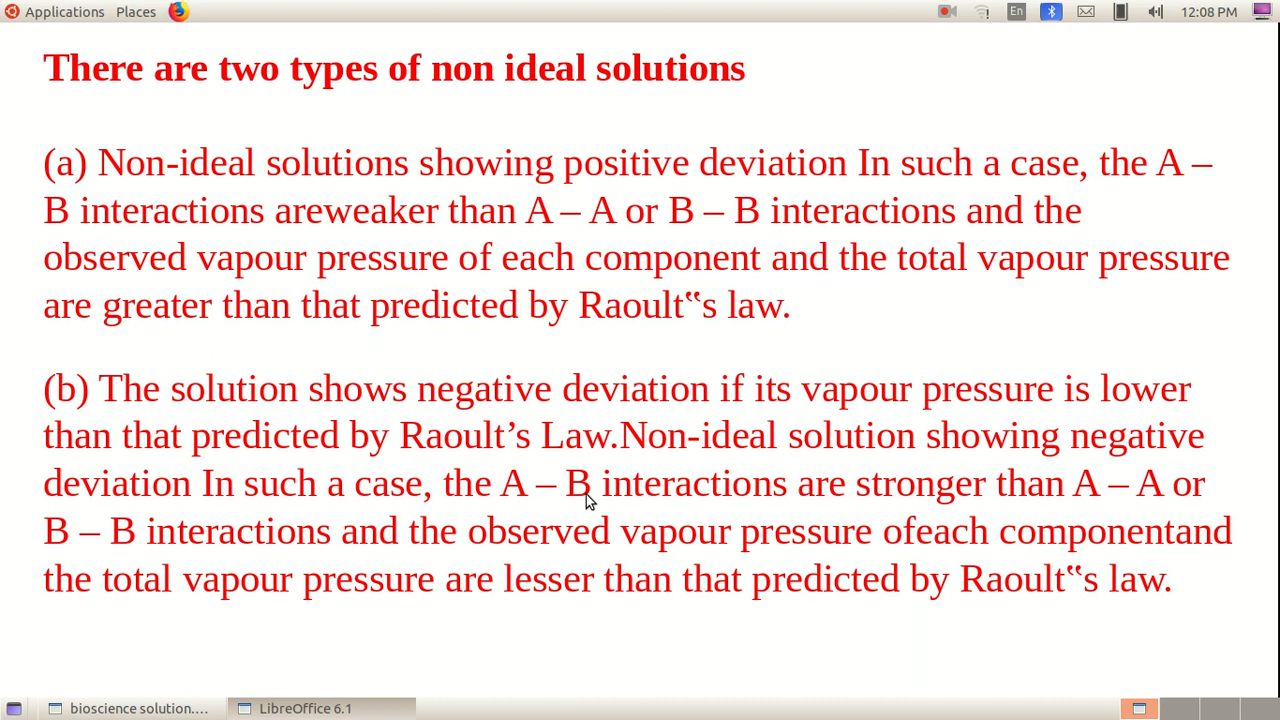 Applications Places En 12:08 PM
There are two types of non ideal solutions
(a) Non-ideal solutions showing positive deviation In such a case, the A –
B interactions areweaker than A – A or B – B interactions and the
observed vapour pressure of each component and the total vapour pressure
are greater than that predicted by Raoult‟s law.
(b) The solution shows negative deviation if its vapour pressure is lower
than that predicted by Raoult’s Law.Non-ideal solution showing negative
deviation In such a case, the A – B interactions are stronger than A – A or
B – B interactions and the observed vapour pressure ofeach componentand
the total vapour pressure are lesser than that predicted by Raoult‟s law.
bioscience solution.... LibreOffice 6.1